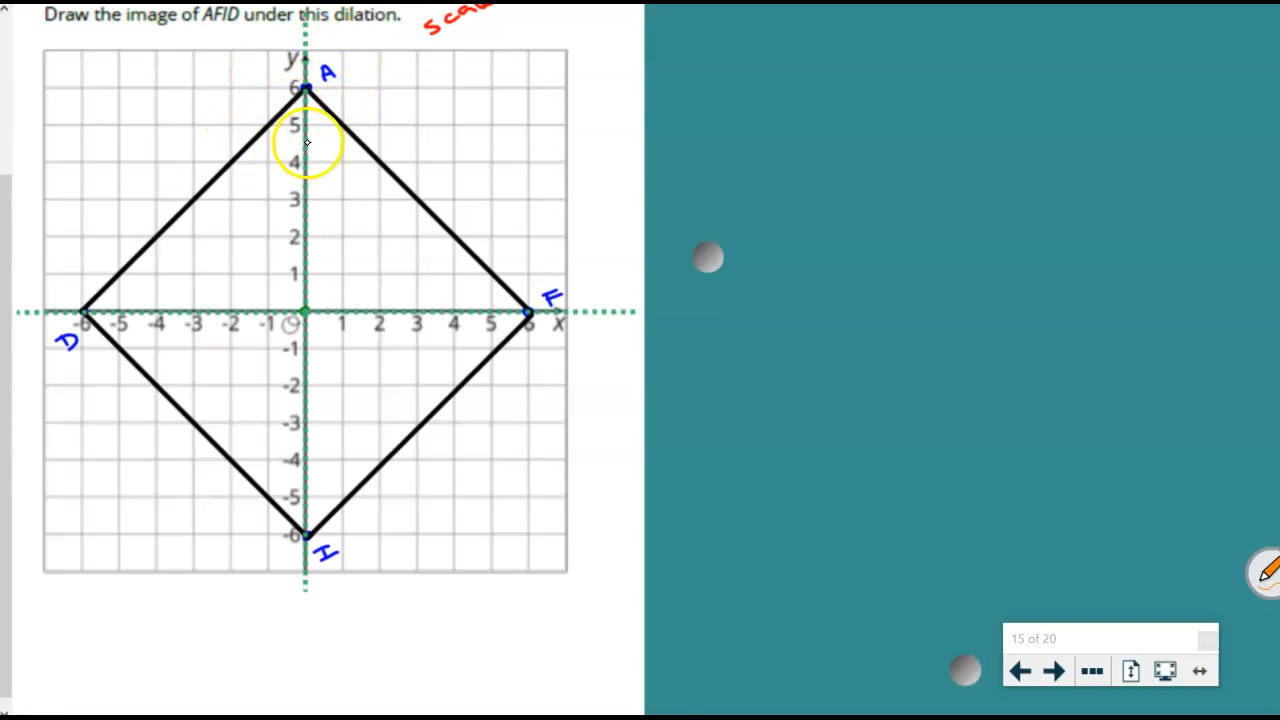 Draw the image of AFID under this dilation.
y
A
6
5
4
3
2
1
F
-6 -5 -4 -3 -2 -1 O 1 2 3 4 5 6 x
D
-1
-2
-3
-4
-5
-6
H
15 of 20